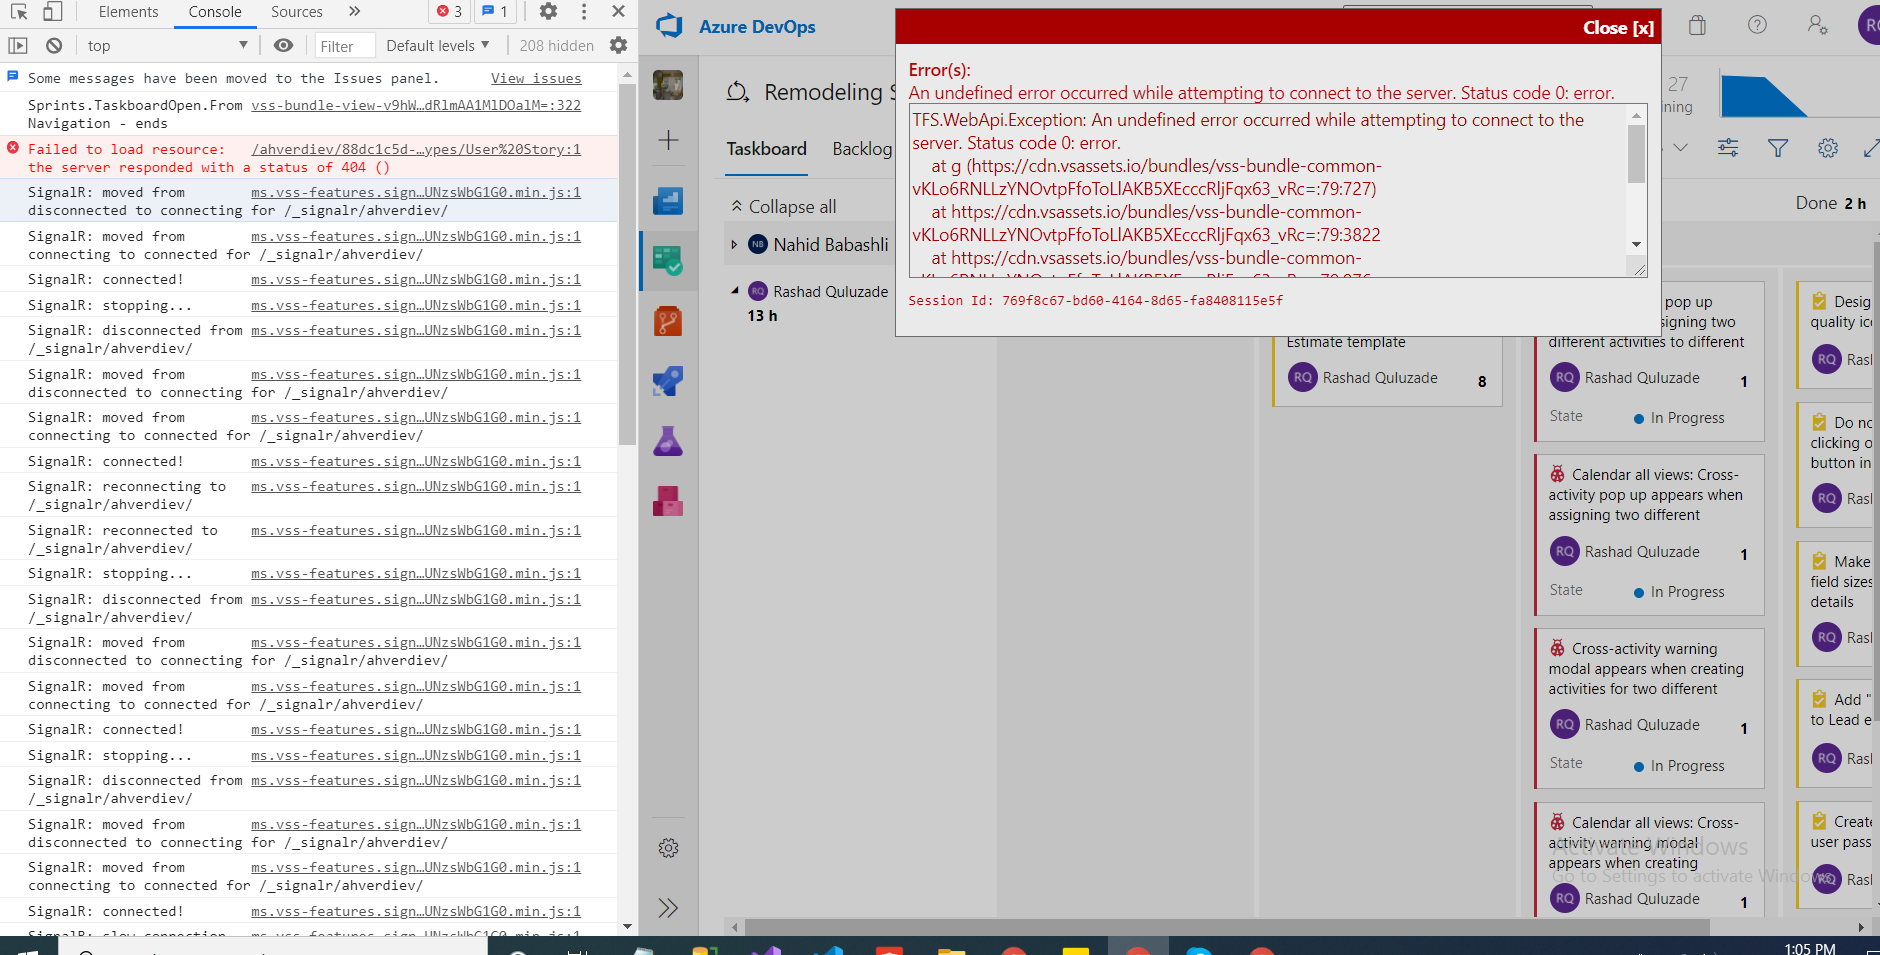 Elements Console Sources 3 1
top Filter Default levels 208 hidden
Some messages have been moved to the Issues panel. View issues
Sprints.TaskboardOpen.From vss-bundle-view-v9hW…dRlmAA1MlDOalM=:322
Navigation - ends
Failed to load resource: /ahverdiev/88dc1c5d-…ypes/User%20Story:1
the server responded with a status of 404 ()
SignalR: moved from ms.vss-features.sign…UNzsWbG1G0.min.js:1
disconnected to connecting for /_signalr/ahverdiev/
SignalR: moved from ms.vss-features.sign…UNzsWbG1G0.min.js:1
connecting to connected for /_signalr/ahverdiev/
SignalR: connected! ms.vss-features.sign…UNzsWbG1G0.min.js:1
SignalR: stopping... ms.vss-features.sign…UNzsWbG1G0.min.js:1
SignalR: disconnected from ms.vss-features.sign…UNzsWbG1G0.min.js:1
/_signalr/ahverdiev/
SignalR: moved from ms.vss-features.sign…UNzsWbG1G0.min.js:1
disconnected to connecting for /_signalr/ahverdiev/
SignalR: moved from ms.vss-features.sign…UNzsWbG1G0.min.js:1
connecting to connected for /_signalr/ahverdiev/
SignalR: connected! ms.vss-features.sign…UNzsWbG1G0.min.js:1
SignalR: reconnecting to ms.vss-features.sign…UNzsWbG1G0.min.js:1
/_signalr/ahverdiev/
SignalR: reconnected to ms.vss-features.sign…UNzsWbG1G0.min.js:1
/_signalr/ahverdiev/
SignalR: stopping... ms.vss-features.sign…UNzsWbG1G0.min.js:1
SignalR: disconnected from ms.vss-features.sign…UNzsWbG1G0.min.js:1
/_signalr/ahverdiev/
SignalR: moved from ms.vss-features.sign…UNzsWbG1G0.min.js:1
disconnected to connecting for /_signalr/ahverdiev/
SignalR: moved from ms.vss-features.sign…UNzsWbG1G0.min.js:1
connecting to connected for /_signalr/ahverdiev/
SignalR: connected! ms.vss-features.sign…UNzsWbG1G0.min.js:1
SignalR: stopping... ms.vss-features.sign…UNzsWbG1G0.min.js:1
SignalR: disconnected from ms.vss-features.sign…UNzsWbG1G0.min.js:1
/_signalr/ahverdiev/
SignalR: moved from ms.vss-features.sign…UNzsWbG1G0.min.js:1
disconnected to connecting for /_signalr/ahverdiev/
SignalR: moved from ms.vss-features.sign…UNzsWbG1G0.min.js:1
connecting to connected for /_signalr/ahverdiev/
SignalR: connected! ms.vss-features.sign…UNzsWbG1G0.min.js:1
SignalR: slow connection ms.vss-features.sign…UNzsWbG1G0.min.js:1
Azure DevOps
Remodeling S
Taskboard Backlog
27
ining
Done 2 h
Collapse all
NB Nahid Babashli
RQ Rashad Quluzade
13 h
Close [x]
Error(s):
An undefined error occurred while attempting to connect to the server. Status code 0: error.
TFS.WebApi.Exception: An undefined error occurred while attempting to connect to the
server. Status code 0: error.
at g (https://cdn.vsassets.io/bundles/vss-bundle-common-
vKLo6RNLLzYNOvtpFfoToLlAKB5XEcccRljFqx63_vRc=:79:727)
at https://cdn.vsassets.io/bundles/vss-bundle-common-
vKLo6RNLLzYNOvtpFfoToLlAKB5XEcccRljFqx63_vRc=:79:3822
at https://cdn.vsassets.io/bundles/vss-bundle-common-
Session Id: 769f8c67-bd60-4164-8d65-fa8408115e5f
Estimate template
RQ Rashad Quluzade 8
pop up
signing two
different activities to different
RQ Rashad Quluzade 1
State In Progress
Calendar all views: Cross-
activity pop up appears when
assigning two different
RQ Rashad Quluzade 1
State In Progress
Cross-activity warning
modal appears when creating
activities for two different
RQ Rashad Quluzade 1
State In Progress
Calendar all views: Cross-
activity warning modal
appears when creating
RQ Rashad Quluzade 1
Desig
quality ic
RQ Rash
Do no
clicking o
button in
RQ Rash
Make
field sizes
details
RQ Rash
Add "
to Lead e
RQ Rash
Create
user pass
RQ Rash
Activate Windows
Go to Settings to activate Windows.
1:05 PM